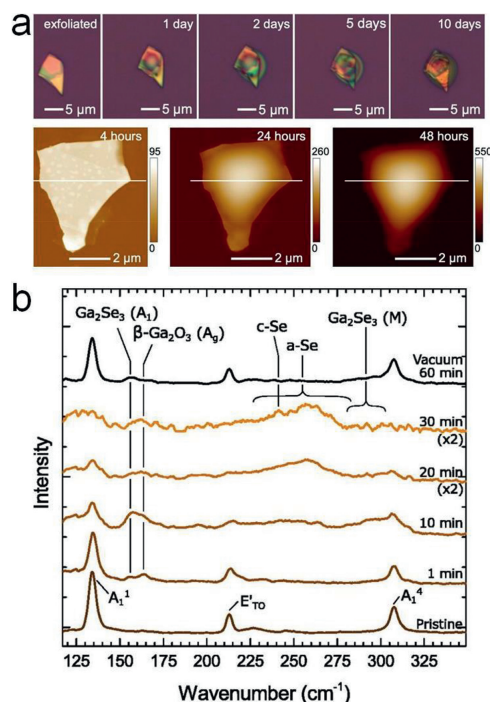 a
exfoliated
1 day
2 days
5 days
10 days
5 µm
5 µm
5 µm
5 µm
5 µm
4 hours
95
0
2 µm
24 hours
260
0
2 µm
48 hours
550
0
2 µm
b
Ga₂Se₃ (A₁)
β-Ga₂O₃ (Ag)
c-Se
a-Se
Ga₂Se₃ (M)
Vacuum
60 min
30 min
(x2)
20 min
(x2)
10 min
1 min
Pristine
A₁¹
E'TO
A₁⁴
Intensity
125 150 175 200 225 250 275 300 325
Wavenumber (cm⁻¹)